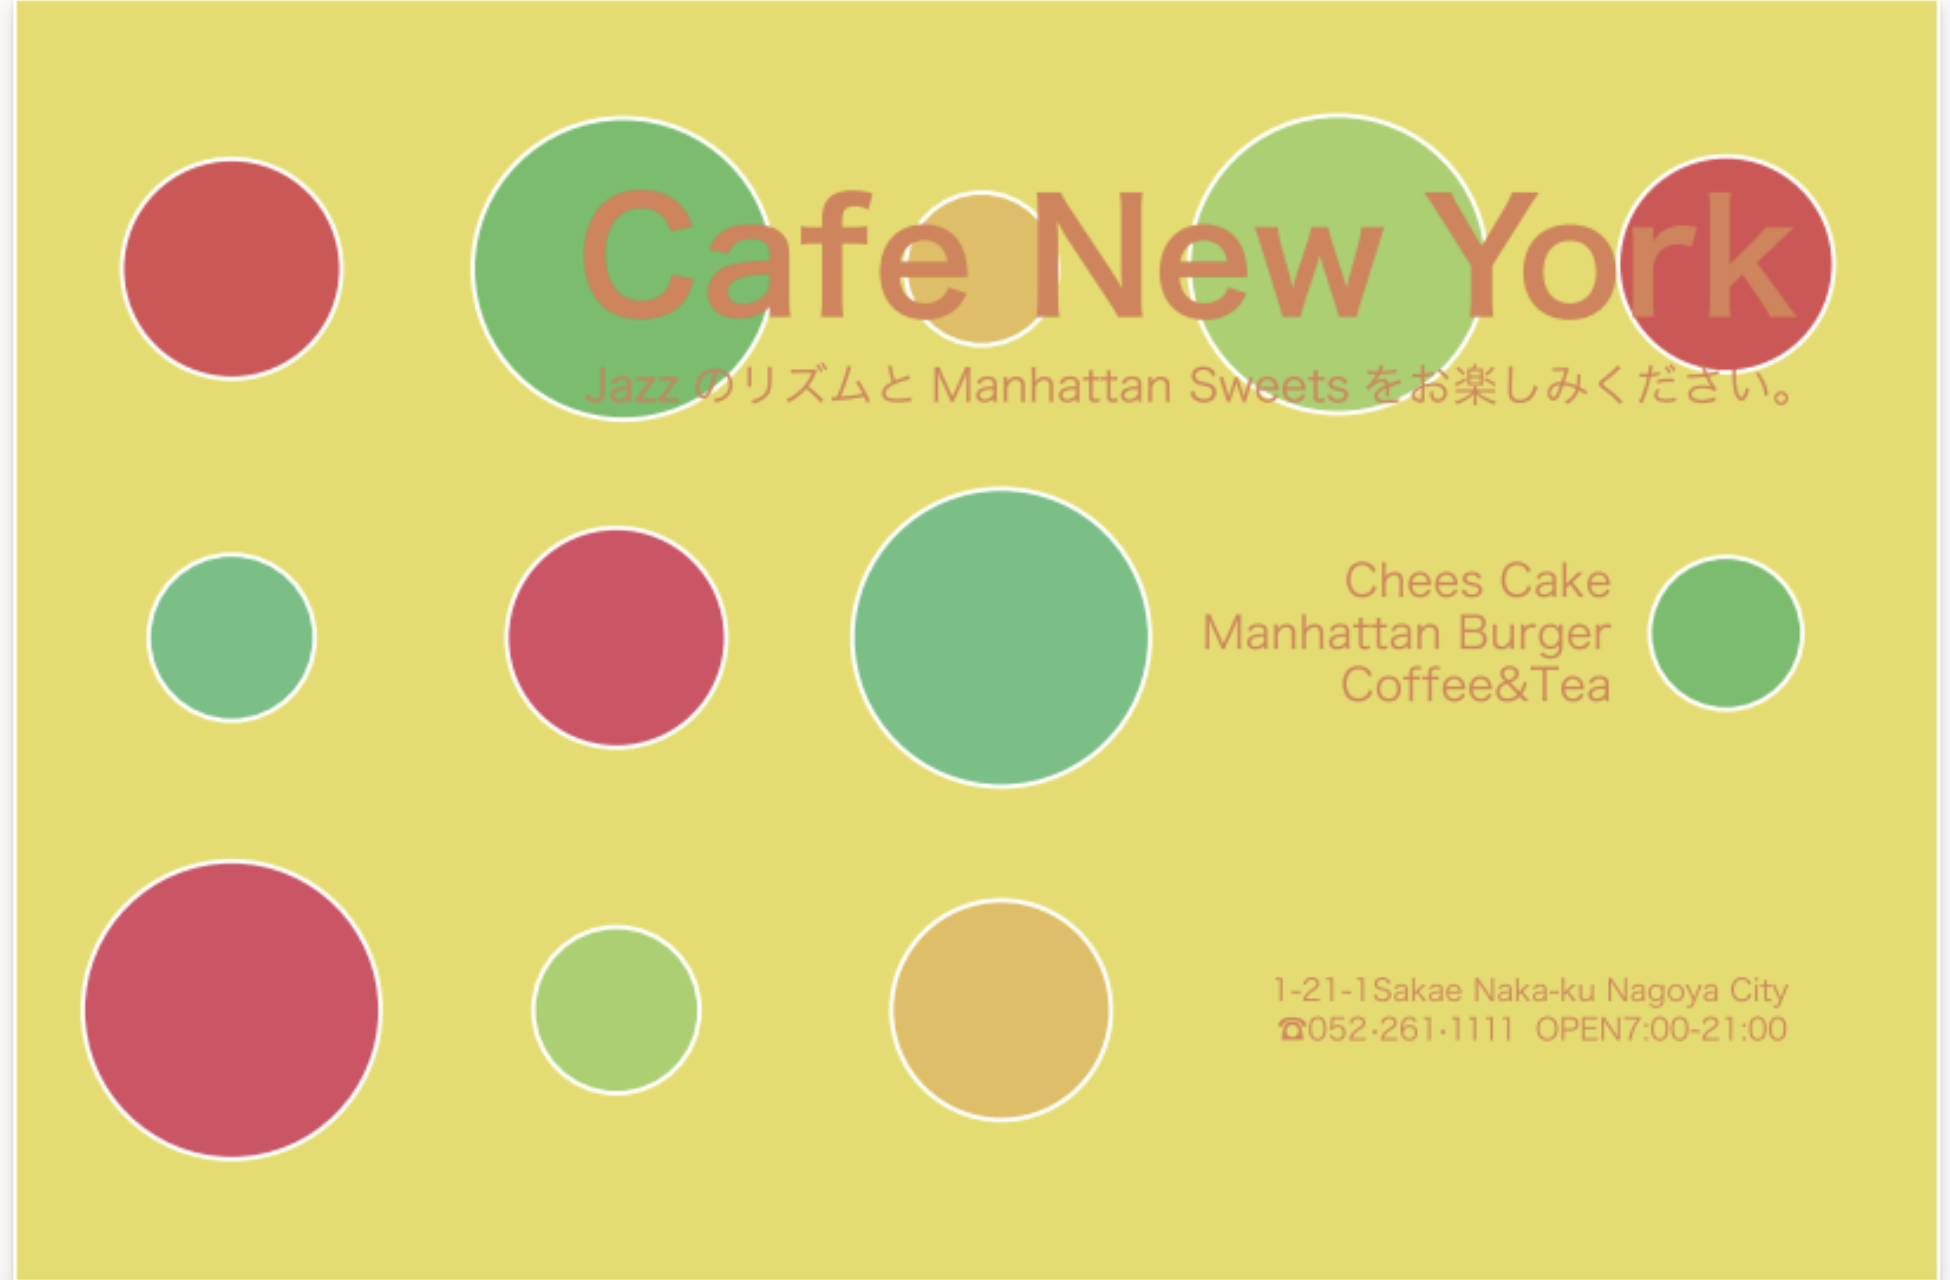 Cafe New York
Jazz のリズムと Manhattan Sweets をお楽しみください。
Chees Cake
Manhattan Burger
Coffee&Tea
1-21-1Sakae Naka-ku Nagoya City
☎052·261·1111 OPEN7:00-21:00